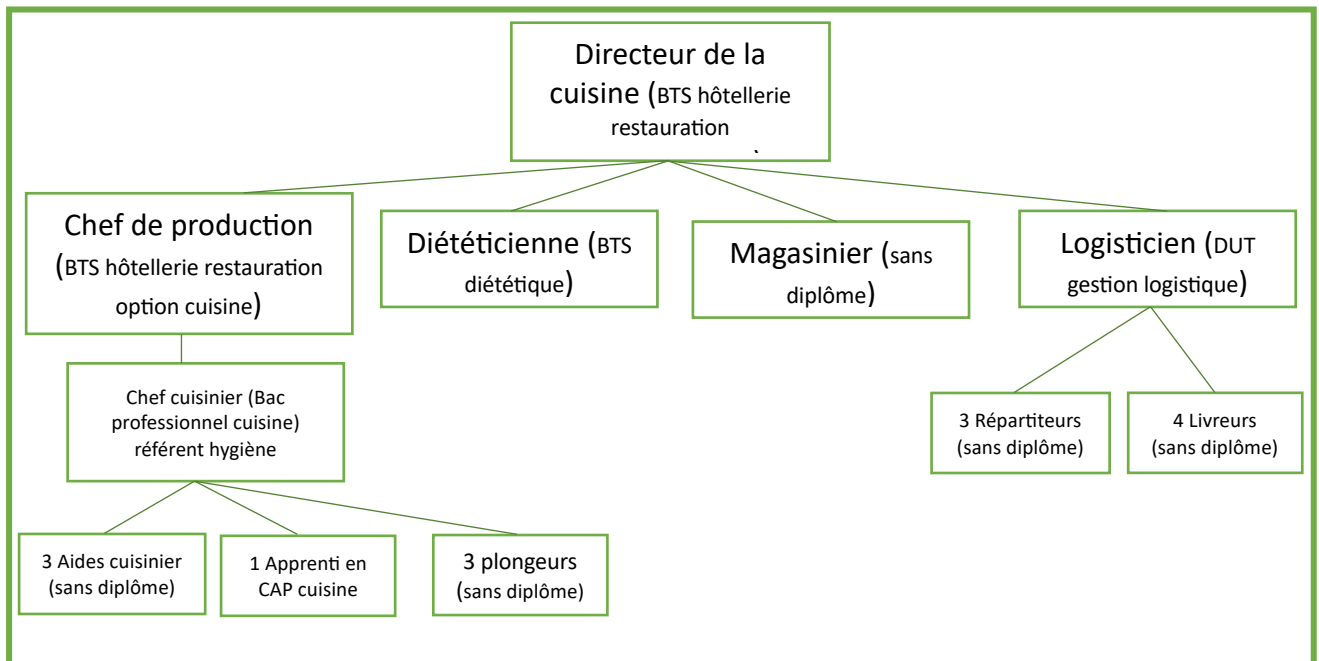 Directeur de la
cuisine (BTS hôtellerie
restauration
Chef de production
(BTS hôtellerie restauration
option cuisine)
Diététicienne (BTS
diététique)
Magasinier (sans
diplôme)
Logisticien (DUT
gestion logistique)
Chef cuisinier (Bac
professionnel cuisine)
référent hygiène
3 Répartiteurs
(sans diplôme)
4 Livreurs
(sans diplôme)
3 Aides cuisinier
(sans diplôme)
1 Apprenti en
CAP cuisine
3 plongeurs
(sans diplôme)